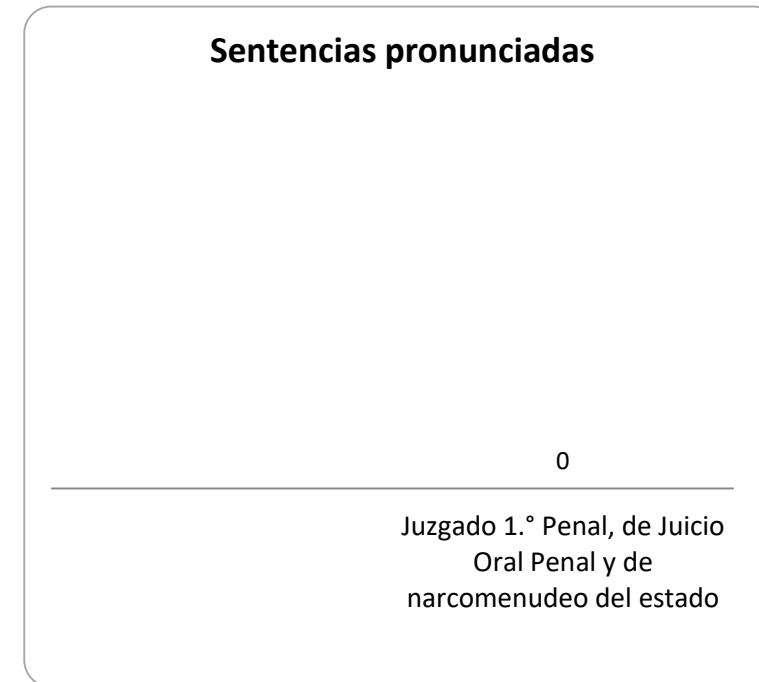 Sentencias pronunciadas
0
Juzgado 1.° Penal, de Juicio
Oral Penal y de
narcomenudeo del estado